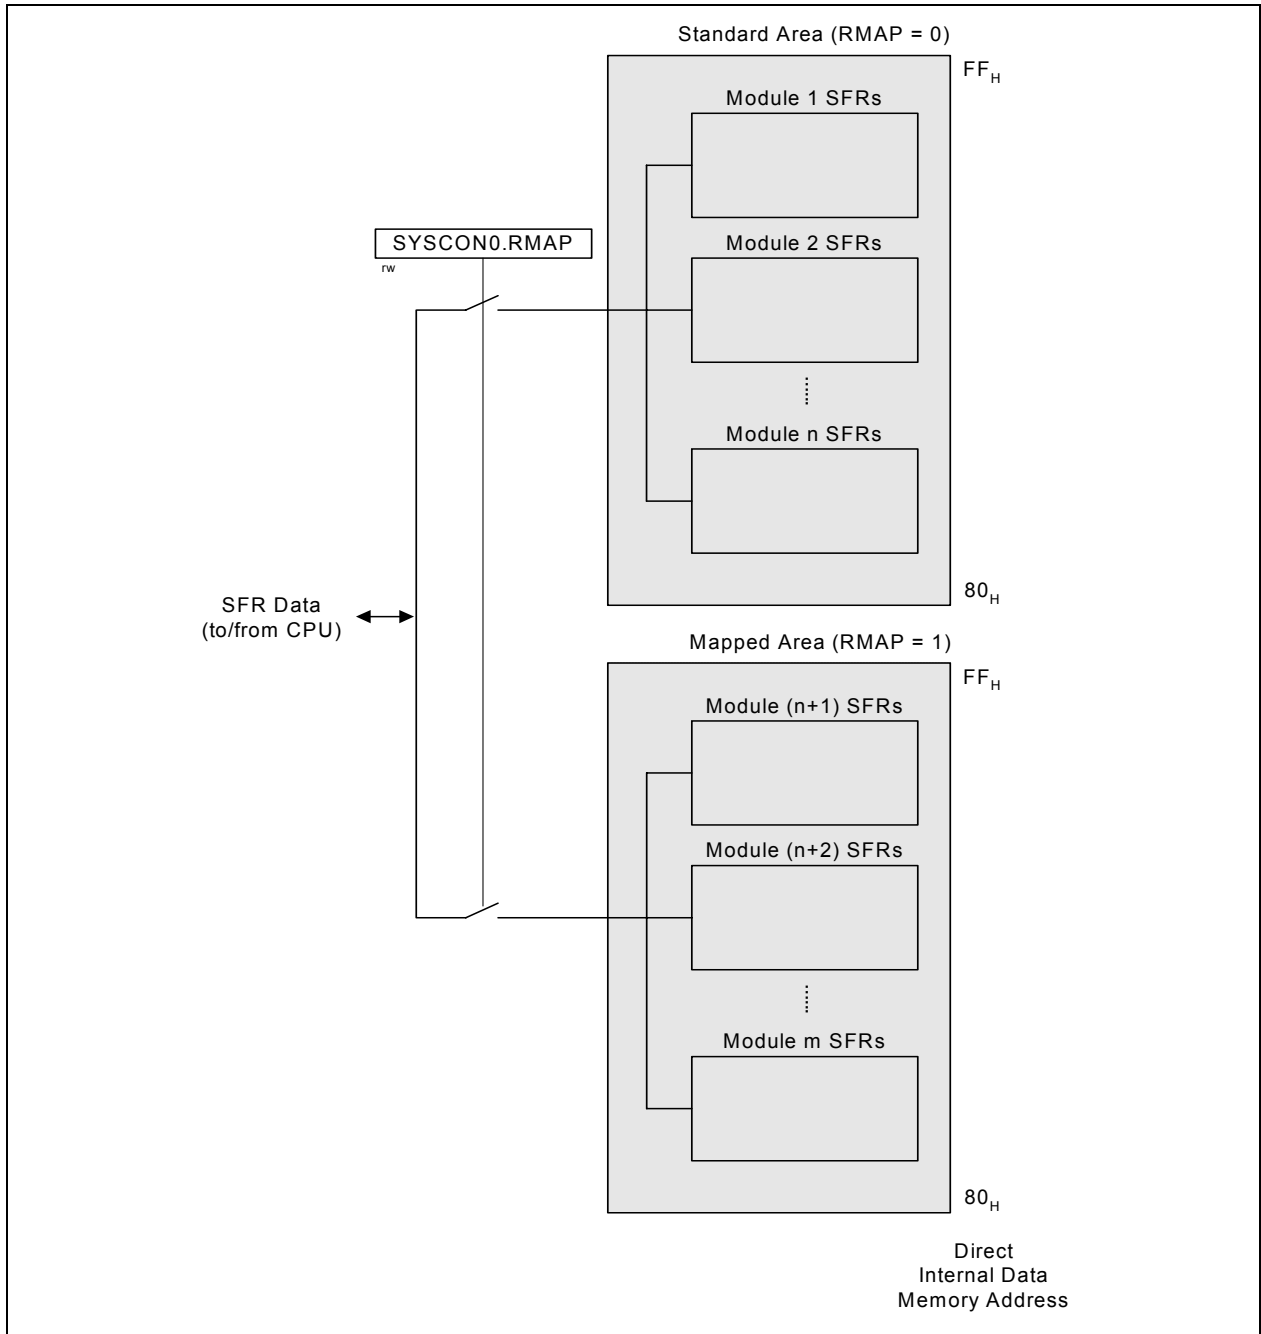 Standard Area (RMAP = 0)
FFH
Module 1 SFRs
SYSCON0.RMAP
rw
Module 2 SFRs
Module n SFRs
80H
SFR Data
(to/from CPU)
Mapped Area (RMAP = 1)
FFH
Module (n+1) SFRs
Module (n+2) SFRs
Module m SFRs
80H
Direct
Internal Data
Memory Address